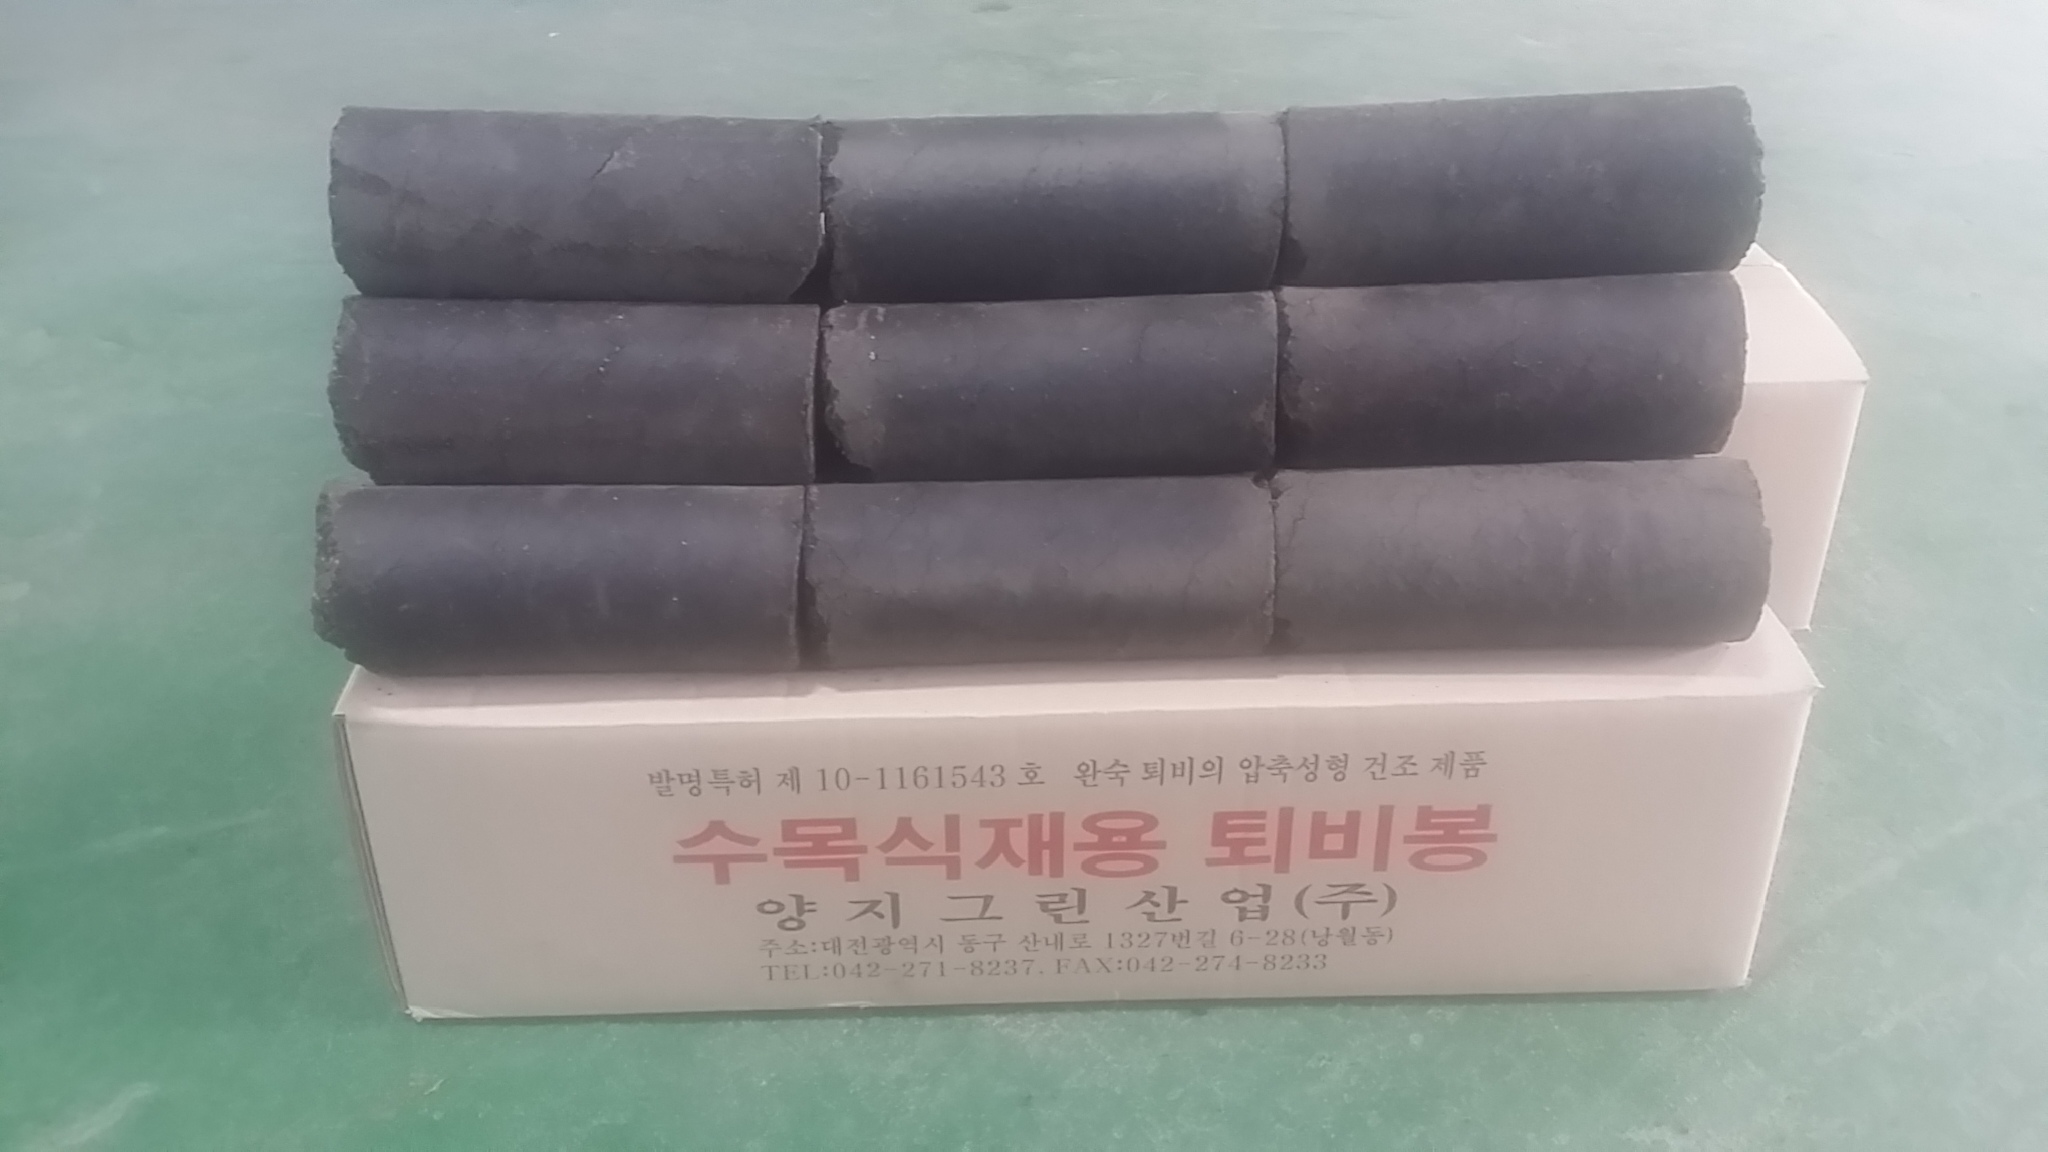 발명특허 제 10-1161543 호 완숙 퇴비의 압축성형 건조 제품
수목식재용 퇴비봉
양지그린산업(주)
주소:대전광역시 동구 산내로 1327번길 6-28(낭월동)
TEL:042-271-8237, FAX:042-274-8233